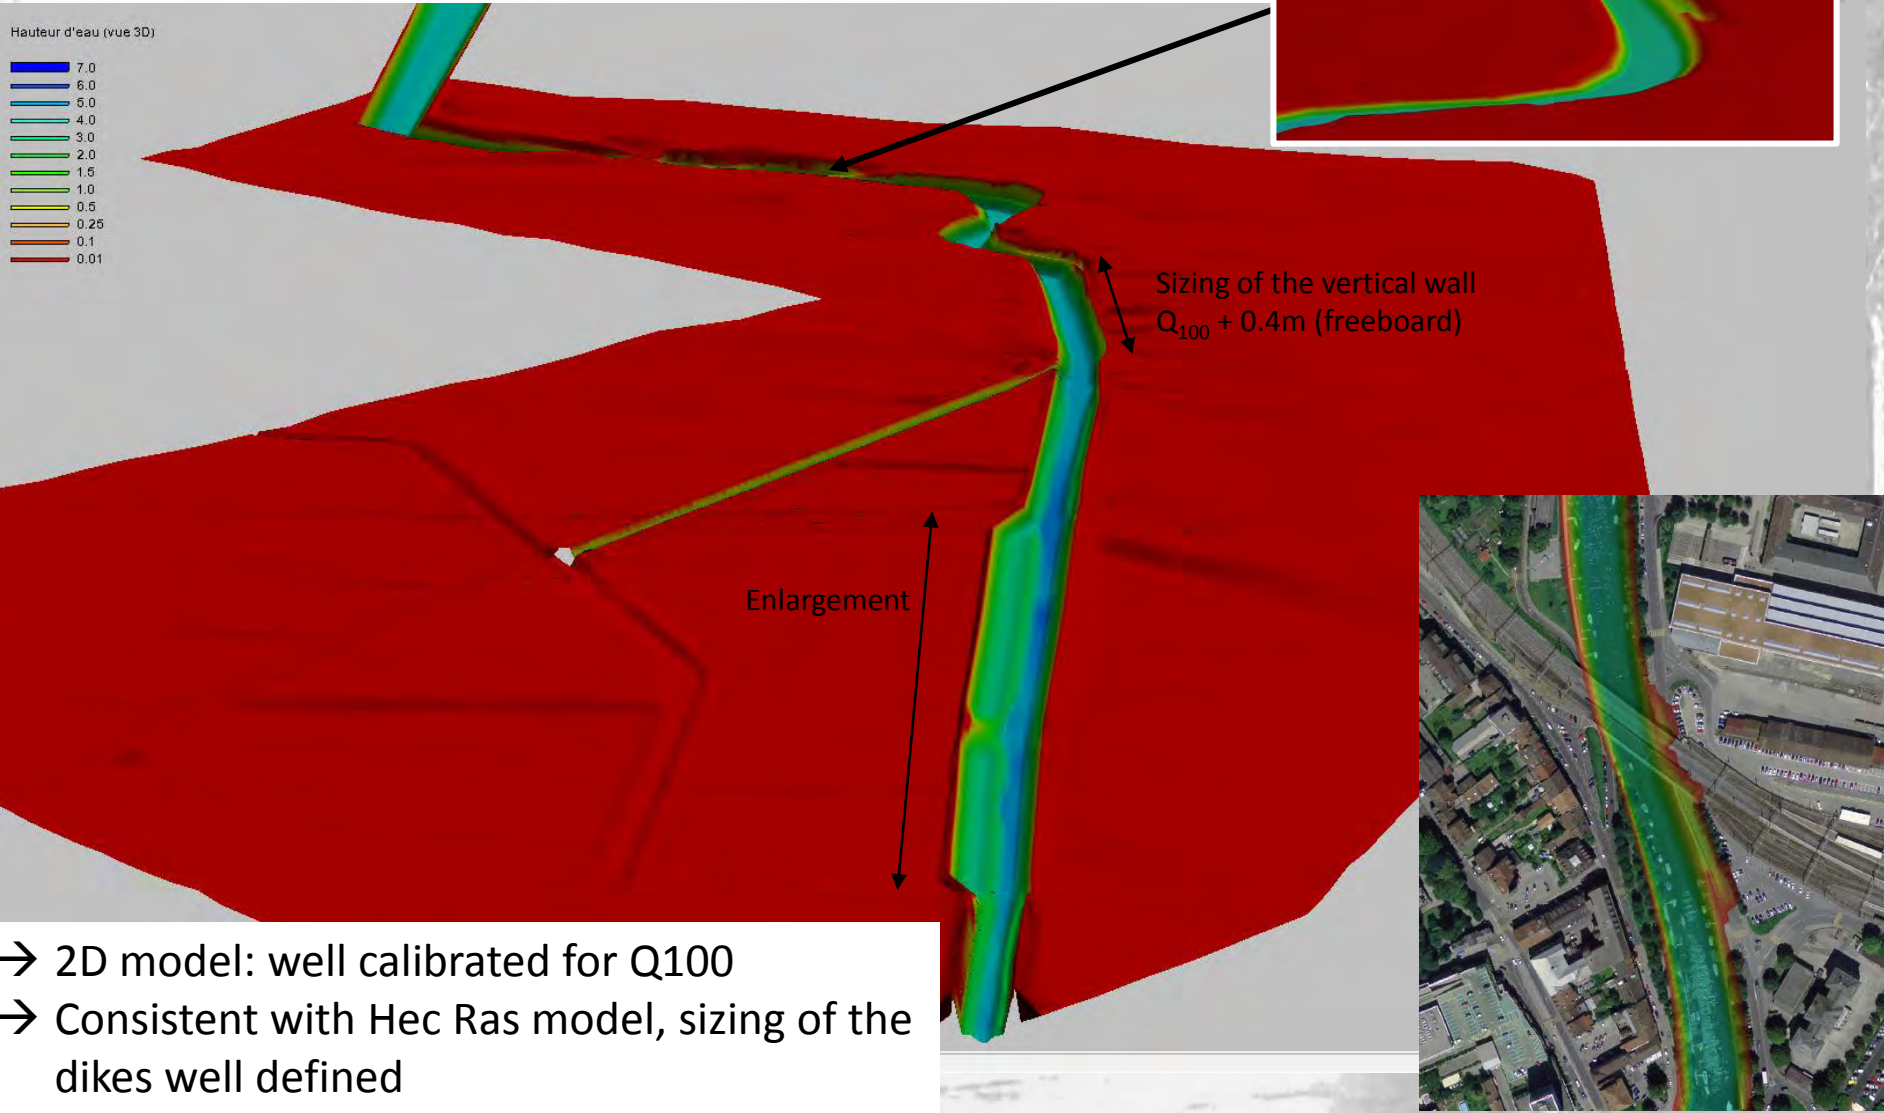 Hauteur d'eau (vue 3D)
7.0
6.0
5.0
4.0
3.0
2.0
1.5
1.0
0.5
0.25
0.1
0.01
Sizing of the vertical wall
Q100 + 0.4m (freeboard)
Enlargement
→ 2D model: well calibrated for Q100
→ Consistent with Hec Ras model, sizing of the
dikes well defined